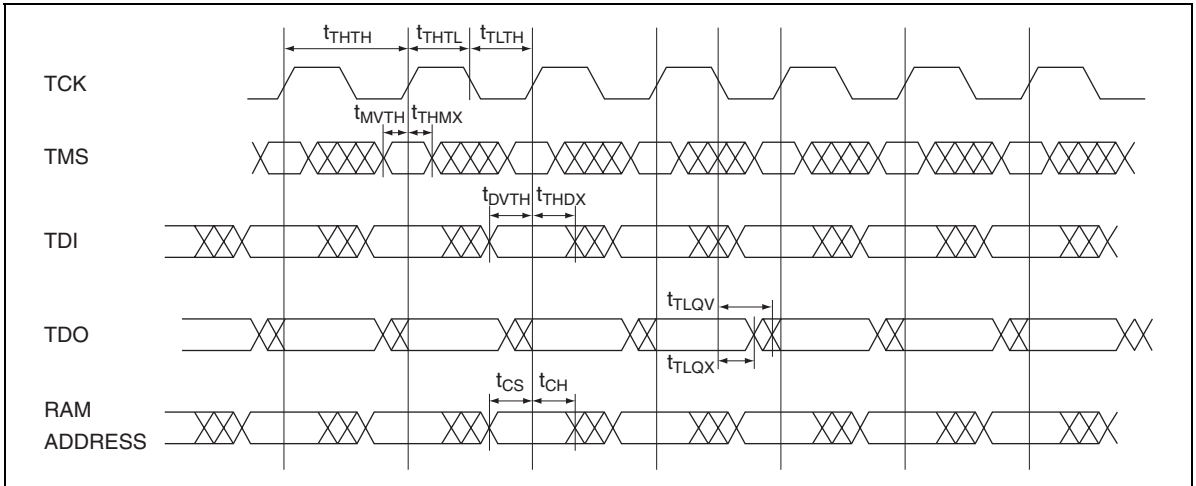 tTHTH tTHTL tTLTH
TCK
tMVTH tTHMX
TMS
tDVTH tTHDX
TDI
tTLQV
TDO
tTLQX
tCS tCH
RAM
ADDRESS